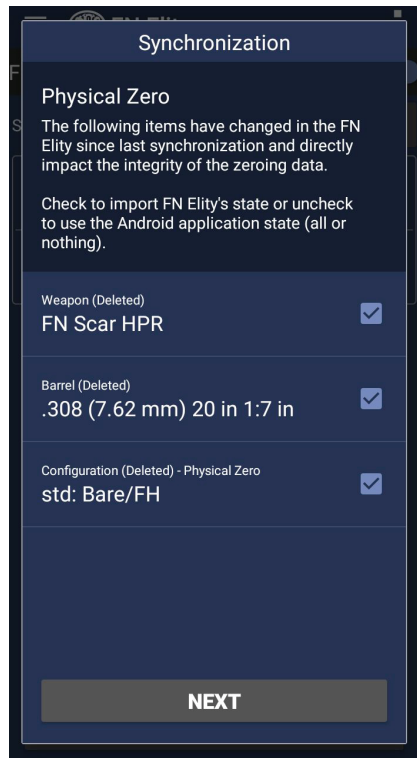 Synchronization
Physical Zero
The following items have changed in the FN
Elity since last synchronization and directly
impact the integrity of the zeroing data.
Check to import FN Elity's state or uncheck
to use the Android application state (all or
nothing).
Weapon (Deleted)
FN Scar HPR
Barrel (Deleted)
.308 (7.62 mm) 20 in 1:7 in
Configuration (Deleted) - Physical Zero
std: Bare/FH
NEXT